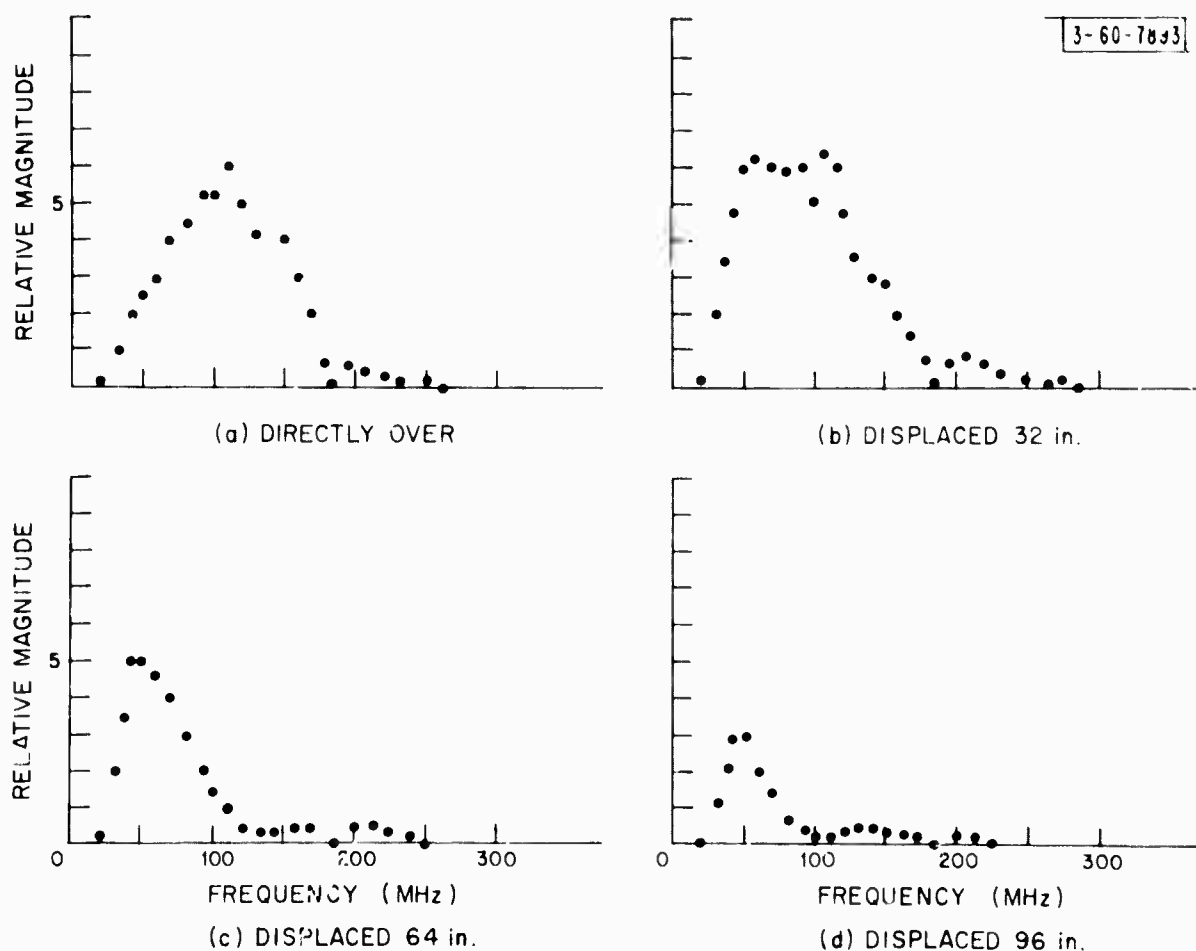 3-60-7893
RELATIVE MAGNITUDE
5
(a) DIRECTLY OVER
(b) DISPLACED 32 in.
RELATIVE MAGNITUDE
5
0
100
200
300
0
100
200
300
FREQUENCY (MHz)
FREQUENCY (MHz)
(c) DISPLACED 64 in.
(d) DISPLACED 96 in.